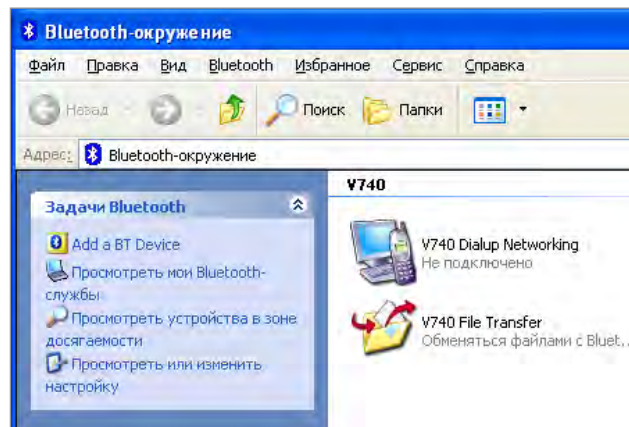 Bluetooth-окружение
Файл Правка Вид Bluetooth Избранное Сервис Справка
Назад Поиск Папки
Адрес: Bluetooth-окружение
V740
Задачи Bluetooth
Add a BT Device
Просмотреть мои Bluetooth-
службы
Просмотреть устройства в зоне
досягаемости
Просмотреть или изменить
настройку
V740 Dialup Networking
Не подключено
V740 File Transfer
Обменяться файлами с Bluet...